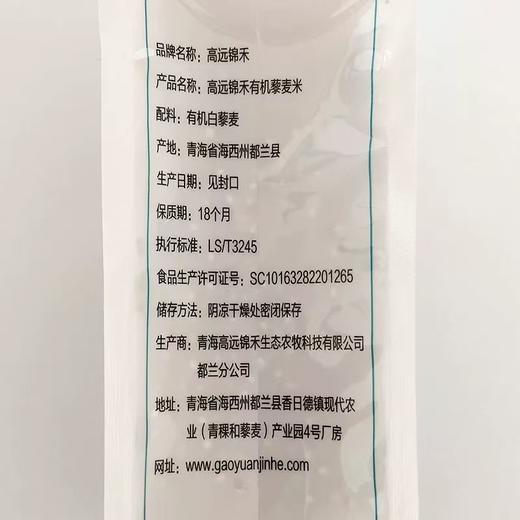 品牌名称：高远锦禾
产品名称：高远锦禾有机藜麦米
配料：有机白藜麦
产地：青海省海西州都兰县
生产日期：见封口
保质期：18个月
执行标准：LS/T3245
食品生产许可证号：SC10163282201265
储存方法：阴凉干燥处密闭保存
生产商：青海高远锦禾生态农牧科技有限公司
都兰分公司
地址：青海省海西州都兰县香日德镇现代农
业（青稞和藜麦）产业园4号厂房
网址：www.gaoyuanjinhe.com